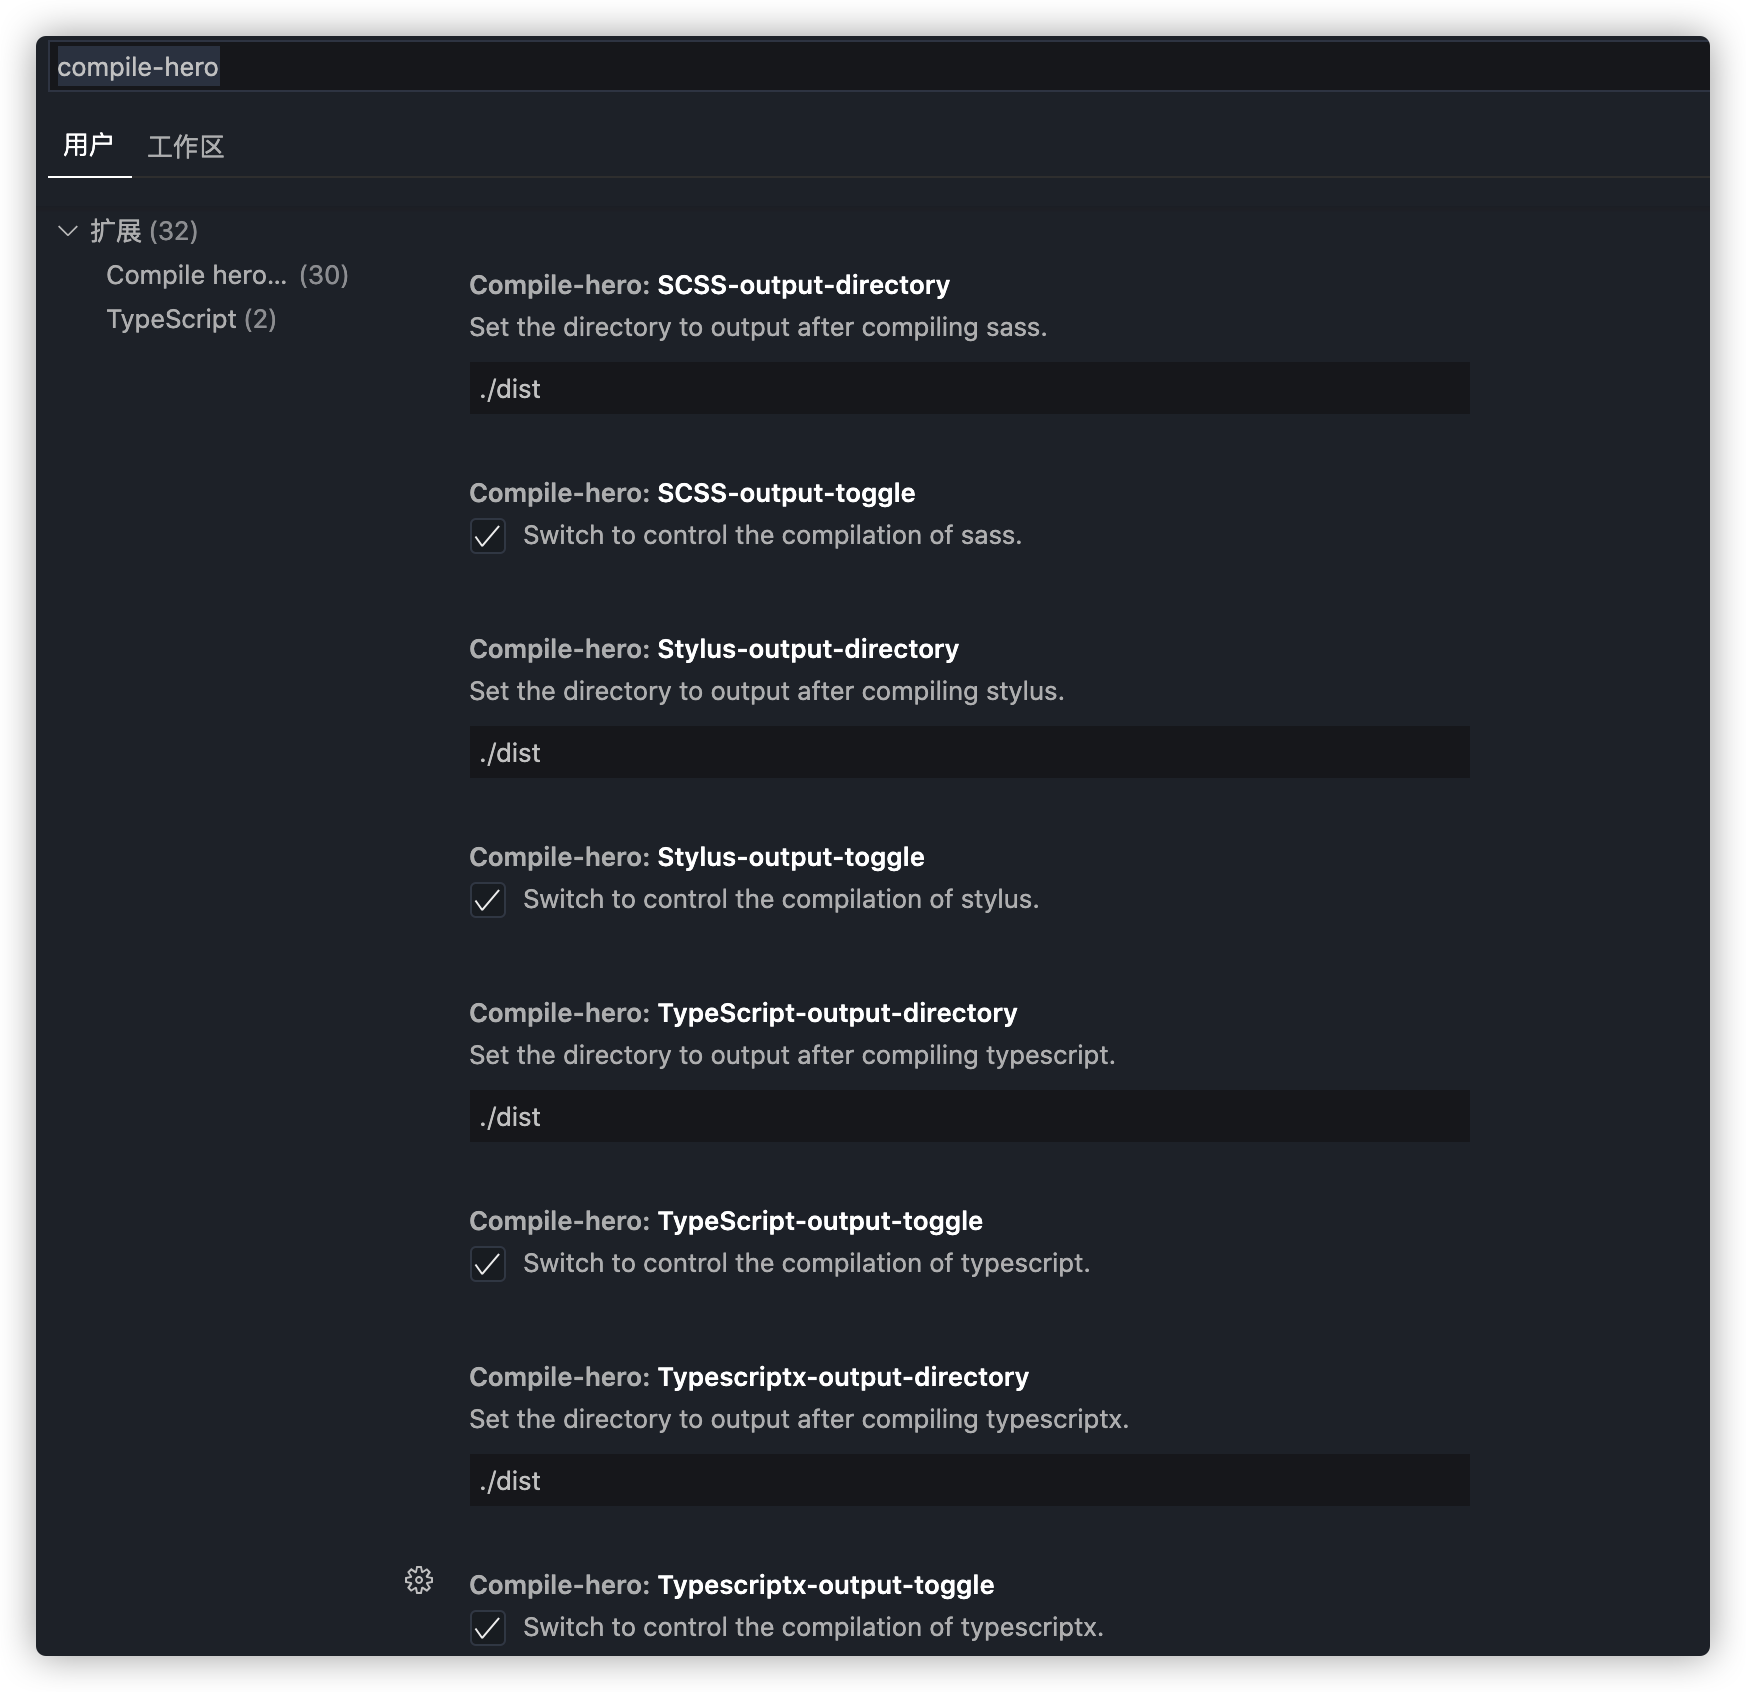 compile-hero
用户 工作区
扩展 (32)
Compile hero... (30)
TypeScript (2)
Compile-hero: SCSS-output-directory
Set the directory to output after compiling sass.
./dist
Compile-hero: SCSS-output-toggle
Switch to control the compilation of sass.
Compile-hero: Stylus-output-directory
Set the directory to output after compiling stylus.
./dist
Compile-hero: Stylus-output-toggle
Switch to control the compilation of stylus.
Compile-hero: TypeScript-output-directory
Set the directory to output after compiling typescript.
./dist
Compile-hero: TypeScript-output-toggle
Switch to control the compilation of typescript.
Compile-hero: Typescriptx-output-directory
Set the directory to output after compiling typescriptx.
./dist
Compile-hero: Typescriptx-output-toggle
Switch to control the compilation of typescriptx.